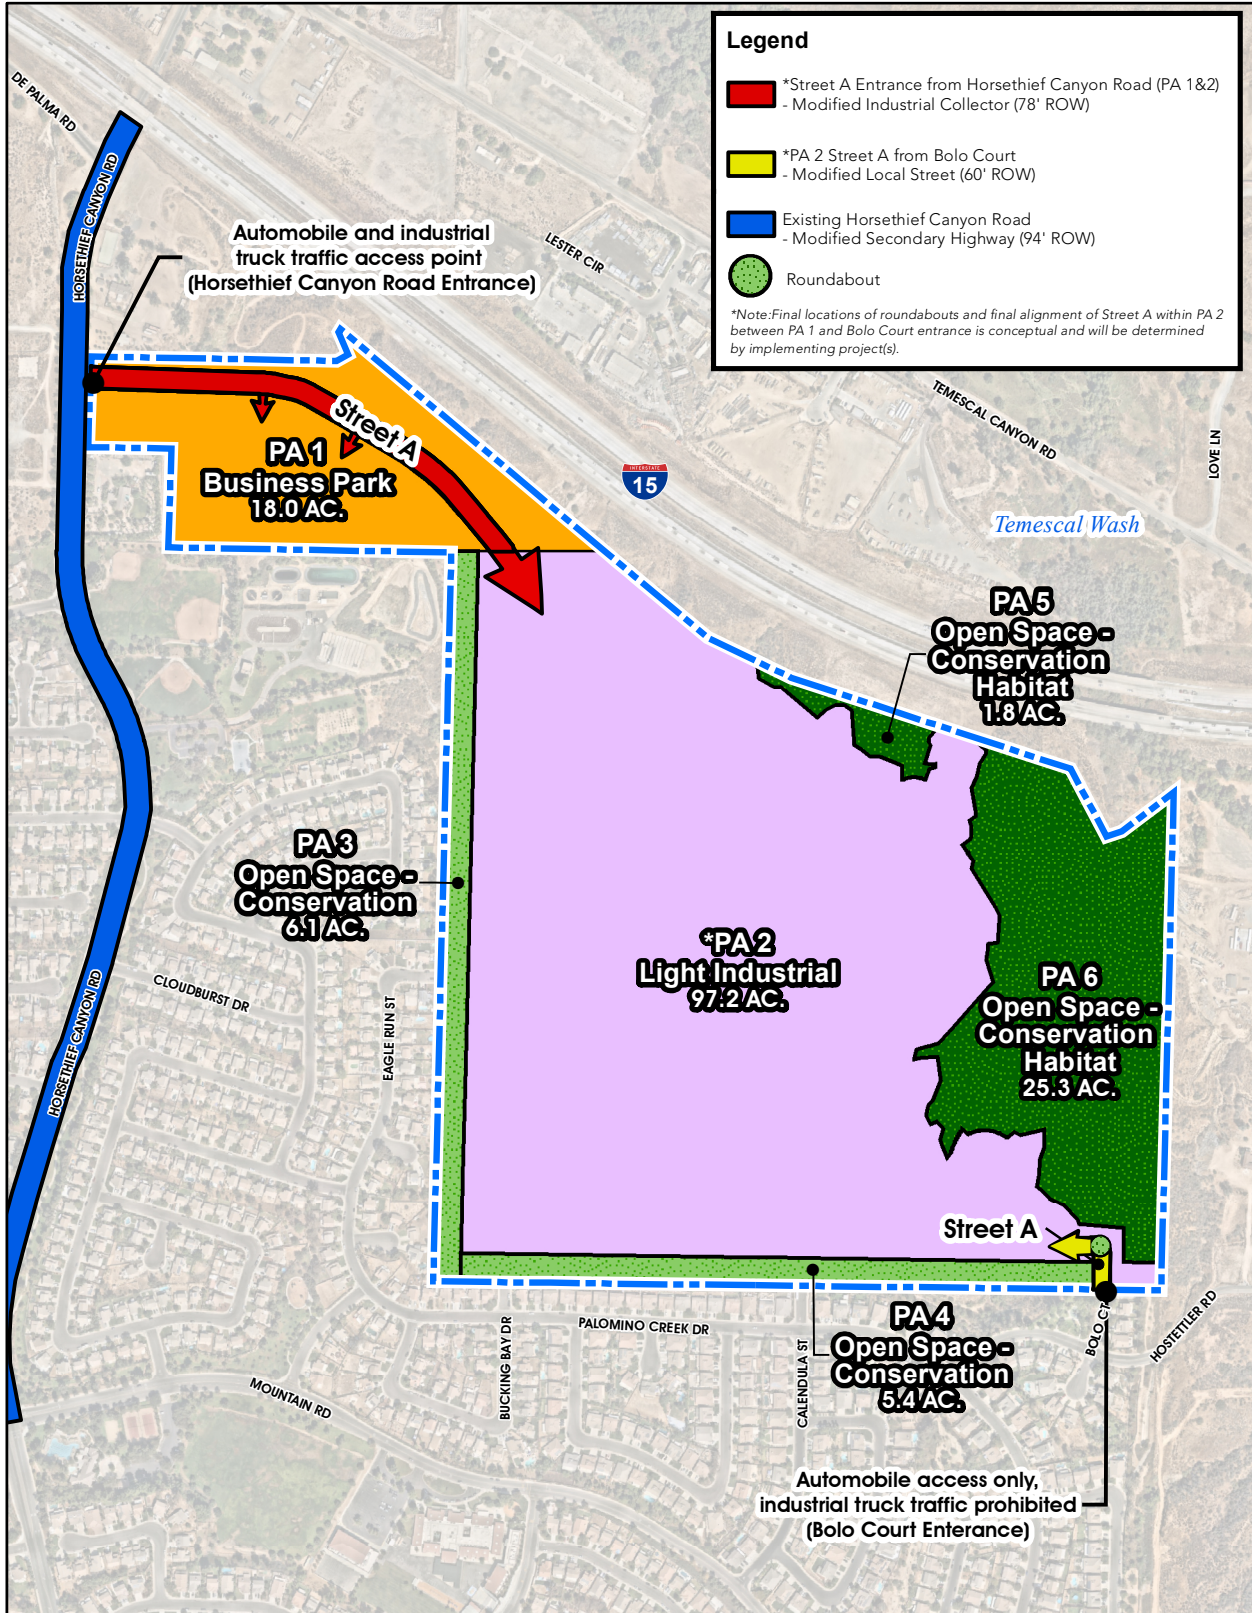 Legend
*Street A Entrance from Horsethief Canyon Road (PA 1&2)
- Modified Industrial Collector (78' ROW)
*PA 2 Street A from Bolo Court
- Modified Local Street (60' ROW)
Existing Horsethief Canyon Road
- Modified Secondary Highway (94' ROW)
Roundabout
*Note:Final locations of roundabouts and final alignment of Street A within PA 2
between PA 1 and Bolo Court entrance is conceptual and will be determined
by implementing project(s).
DE PALMA RD
HORSETHIEF CANYON RD
Automobile and industrial
truck traffic access point
(Horsethief Canyon Road Entrance)
LESTER CIR
TEMESCAL CANYON RD
LOVE LN
Street A
PA 1
Business Park
18.0 AC.
INTERSTATE
15
Temescal Wash
PA 5
Open Space -
Conservation
Habitat
1.8 AC.
PA 3
Open Space -
Conservation
6.1 AC.
*PA 2
Light Industrial
97.2 AC.
PA 6
Open Space -
Conservation
Habitat
25.3 AC.
CLOUDBURST DR
EAGLE RUN ST
HORSETHIEF CANYON RD
Street A
PA 4
Open Space -
Conservation
5.4 AC.
PALOMINO CREEK DR
BUCKING BAY DR
CALENDULA ST
BOLO CT
HOSTETTLER RD
MOUNTAIN RD
Automobile access only,
industrial truck traffic prohibited
(Bolo Court Enterance)